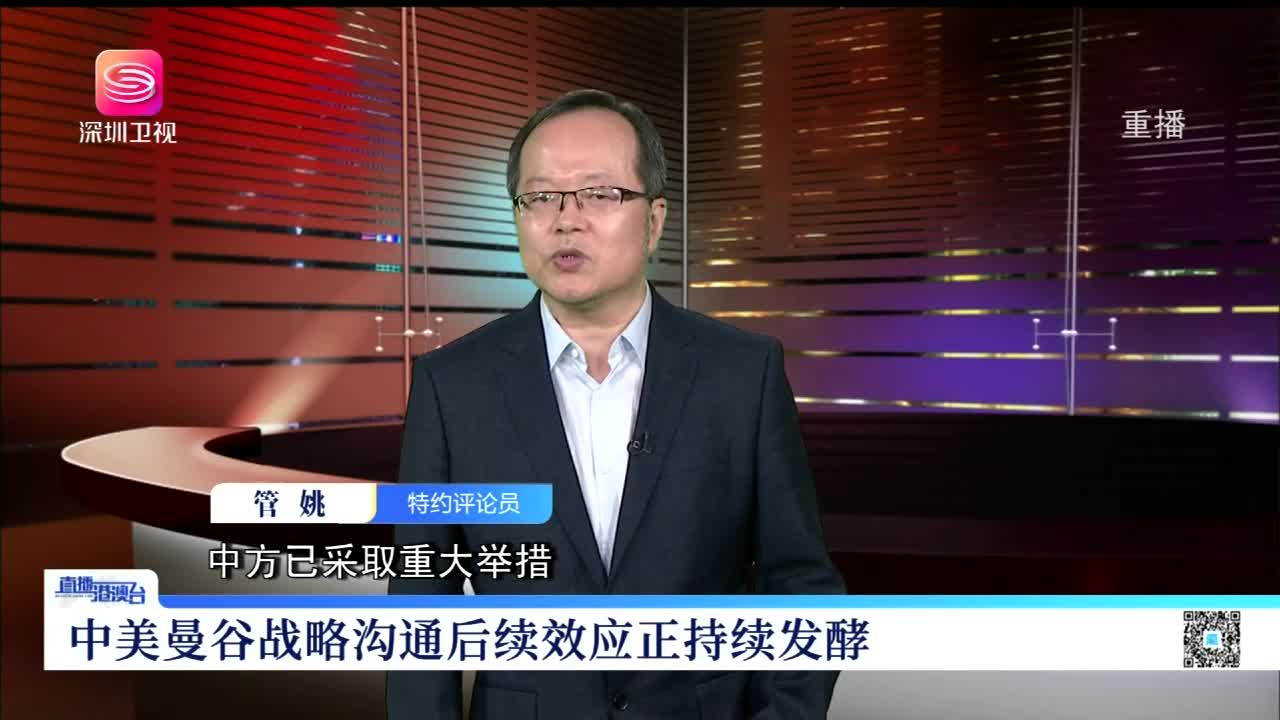 深圳卫视
重播
管 姚
特约评论员
中方已采取重大举措
直播港澳台
中美曼谷战略沟通后续效应正持续发酵